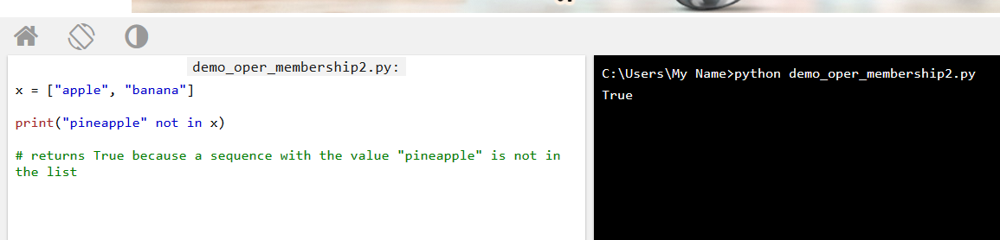 demo_oper_membership2.py:
x = ["apple", "banana"]
print("pineapple" not in x)
# returns True because a sequence with the value "pineapple" is not in
the list
C:\Users\My Name>python demo_oper_membership2.py
True